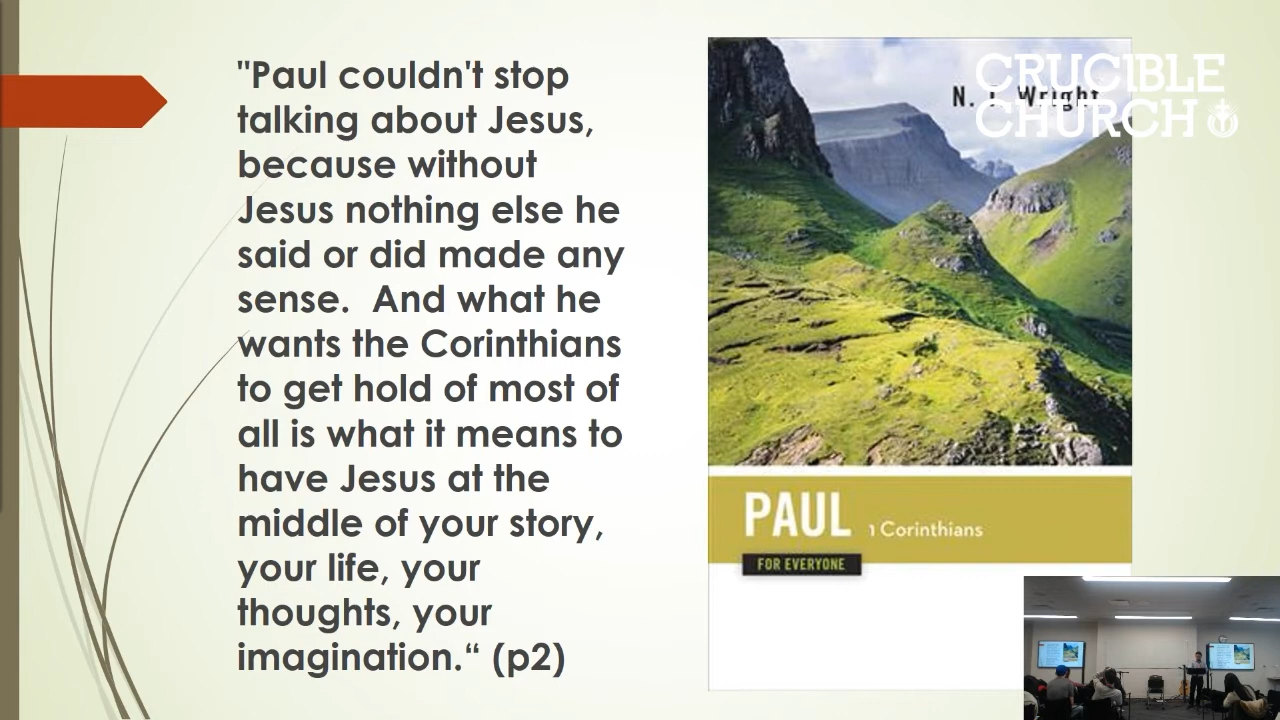 "Paul couldn't stop
talking about Jesus,
because without
Jesus nothing else he
said or did made any
sense.  And what he
wants the Corinthians
to get hold of most of
all is what it means to
have Jesus at the
middle of your story,
your life, your
thoughts, your
imagination.“ (p2)
CRUCIBLE
CHURCH
N. T. Wright
PAUL 1 Corinthians
FOR EVERYONE